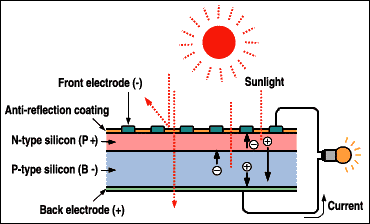 Front electrode (-)
Sunlight
Anti-reflection coating
N-type silicon (P+)
P-type silicon (B-)
Back electrode (+)
Current
- + - +